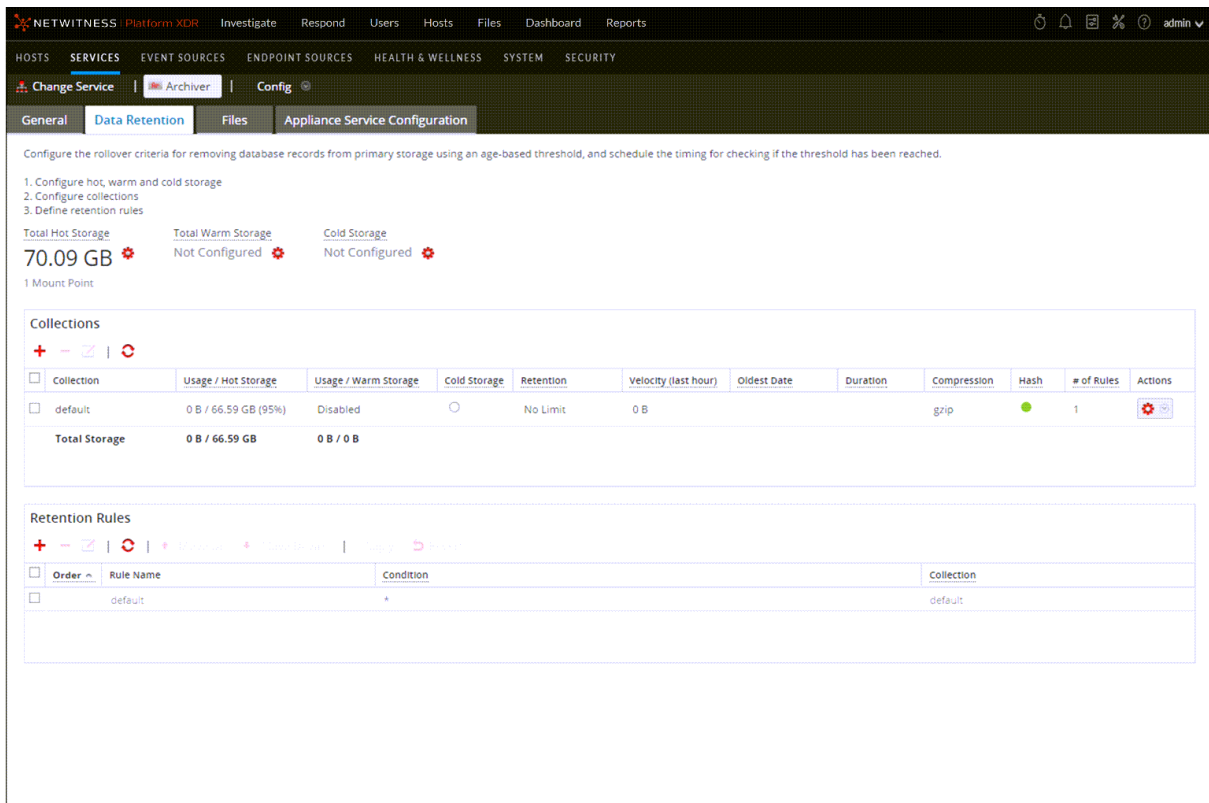 NETWITNESS Platform XDR Investigate Respond Users Hosts Files Dashboard Reports admin
HOSTS SERVICES EVENT SOURCES ENDPOINT SOURCES HEALTH & WELLNESS SYSTEM SECURITY
Change Service | Archiver | Config
General Data Retention Files Appliance Service Configuration
Configure the rollover criteria for removing database records from primary storage using an age-based threshold, and schedule the timing for checking if the threshold has been reached.
1. Configure hot, warm and cold storage
2. Configure collections
3. Define retention rules
Total Hot Storage Total Warm Storage Cold Storage
70.09 GB Not Configured Not Configured
1 Mount Point
Collections
Collection Usage / Hot Storage Usage / Warm Storage Cold Storage Retention Velocity (last hour) Oldest Date Duration Compression Hash # of Rules Actions
default 0 B / 66.59 GB (95%) Disabled No Limit 0 B gzip 1
Total Storage 0 B / 66.59 GB 0 B / 0 B
Retention Rules
Order Rule Name Condition Collection
default * default